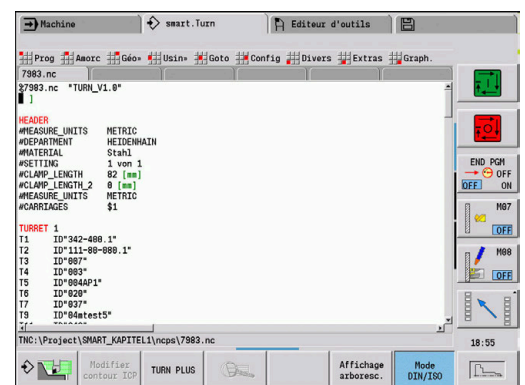 Machine
smart.Turn
Editeur d'outils
Prog Amorc Géo» Usin» Goto Config Divers Extras Graph.
7983.nc
%7983.nc "TURN_V1.0"
[ ]
HEADER
#MEASURE_UNITS METRIC
#DEPARTMENT HEIDENHAIN
#MATERIAL Stahl
#SETTING 1 von 1
#CLAMP_LENGTH 82 [mm]
#CLAMP_LENGTH_2 0 [mm]
#MEASURE_UNITS METRIC
#CARRIAGES $1
TURRET 1
T1 ID"342-400.1"
T2 ID"111-80-080.1"
T3 ID"007"
T4 ID"003"
T5 ID"004AP1"
T6 ID"020"
T7 ID"037"
T9 ID"04mtest5"
TNC:\Project\SMART_KAPITEL1\ncps\7983.nc
END PGM
OFF
OFF ON
M07
OFF
M08
OFF
18:55
Modifier contour ICP
TURN PLUS
Affichage arboresc.
Mode DIN/ISO